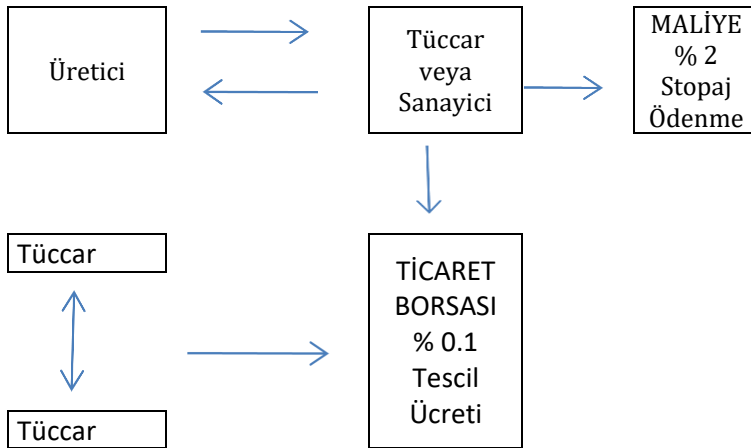 Üretici
Tüccar
veya
Sanayici
MALİYE
% 2
Stopaj
Ödenme
Tüccar
Tüccar
TİCARET
BORSASI
% 0.1
Tescil
Ücreti